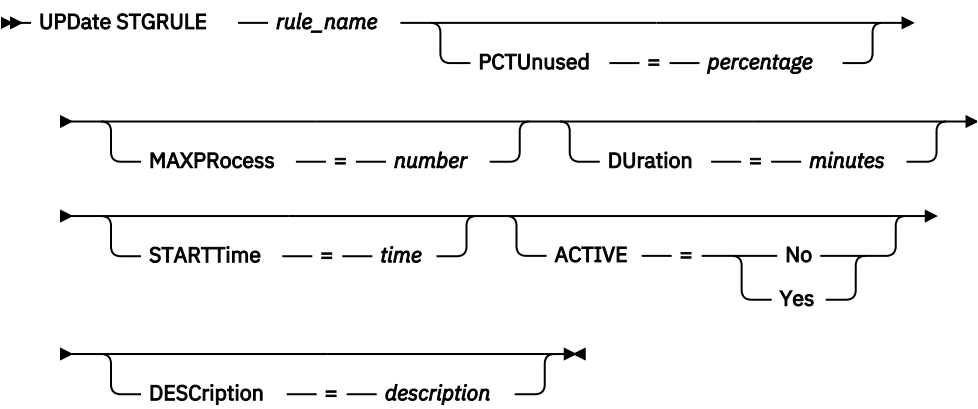 UPDate STGRULE rule_name
PCTUnused = percentage
MAXPRocess = number DUration = minutes
STARTTime = time ACTIVE = No
Yes
DESCription = description